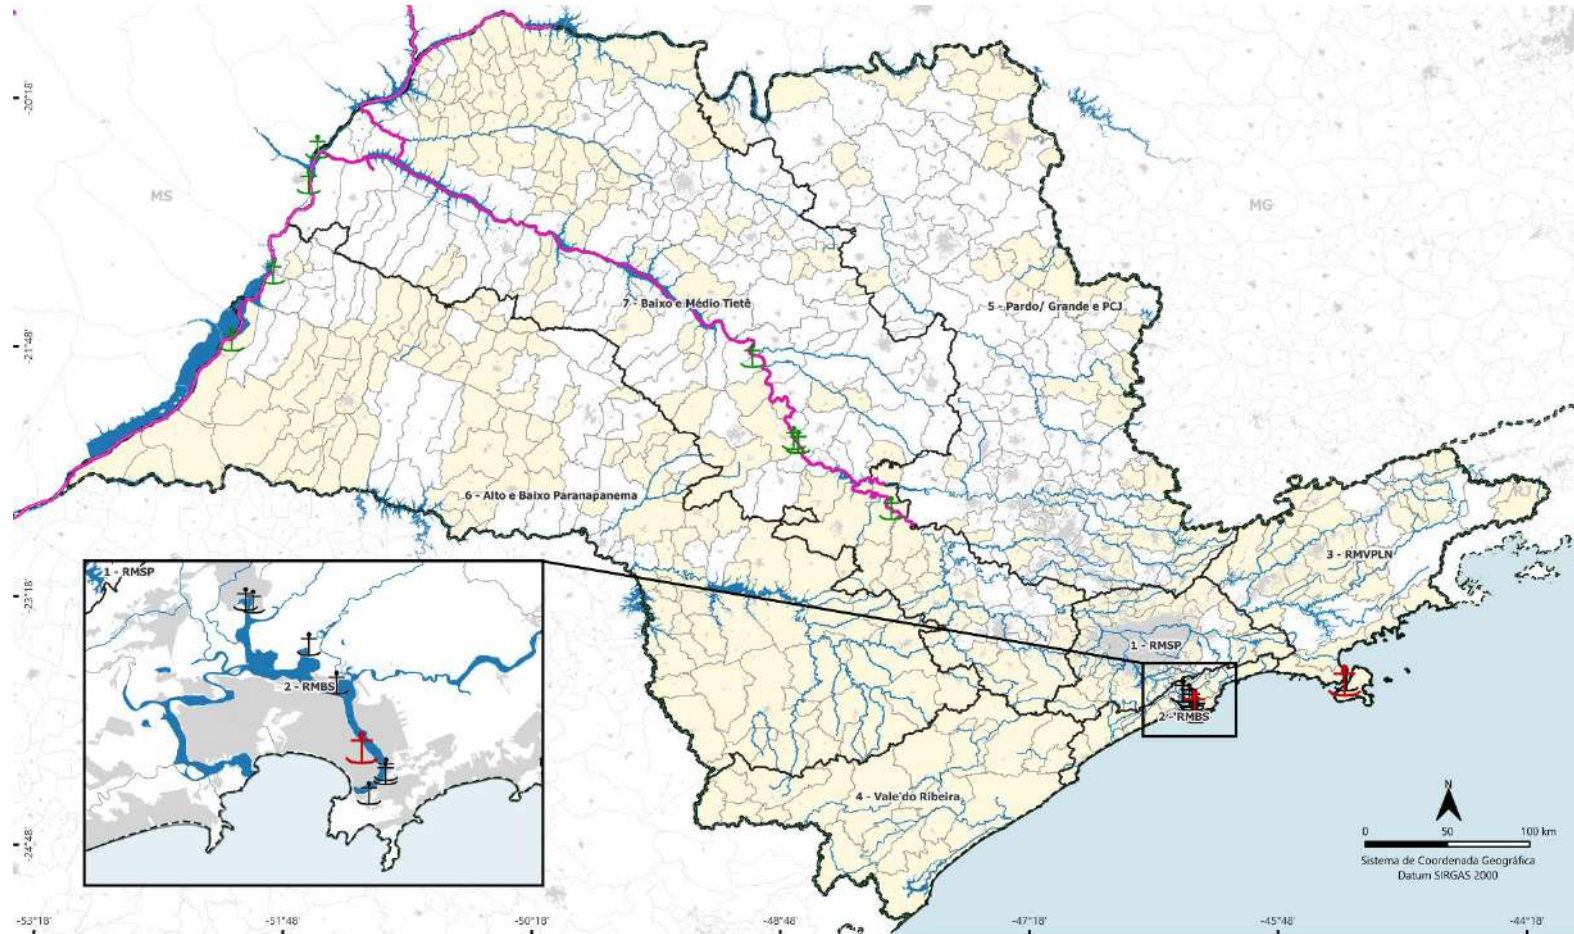 -20°18'
-21°48'
-23°18'
-24°48'
MS
MG
7 - Baixo e Médio Tietê
5 - Pardo/ Grande e PCJ
6 - Alto e Baixo Paranapanema
RJ
3 - RMVPLN
1 - RMSP
1 - RMSP
2 - RMBS
2 - RMBS
4 - Vale do Ribeira
N
0 50 100 km
Sistema de Coordenada Geográfica
Datum SIRGAS 2000
-53°18' -51°48' -50°18' -48°48' -47°18' -45°48' -44°18'